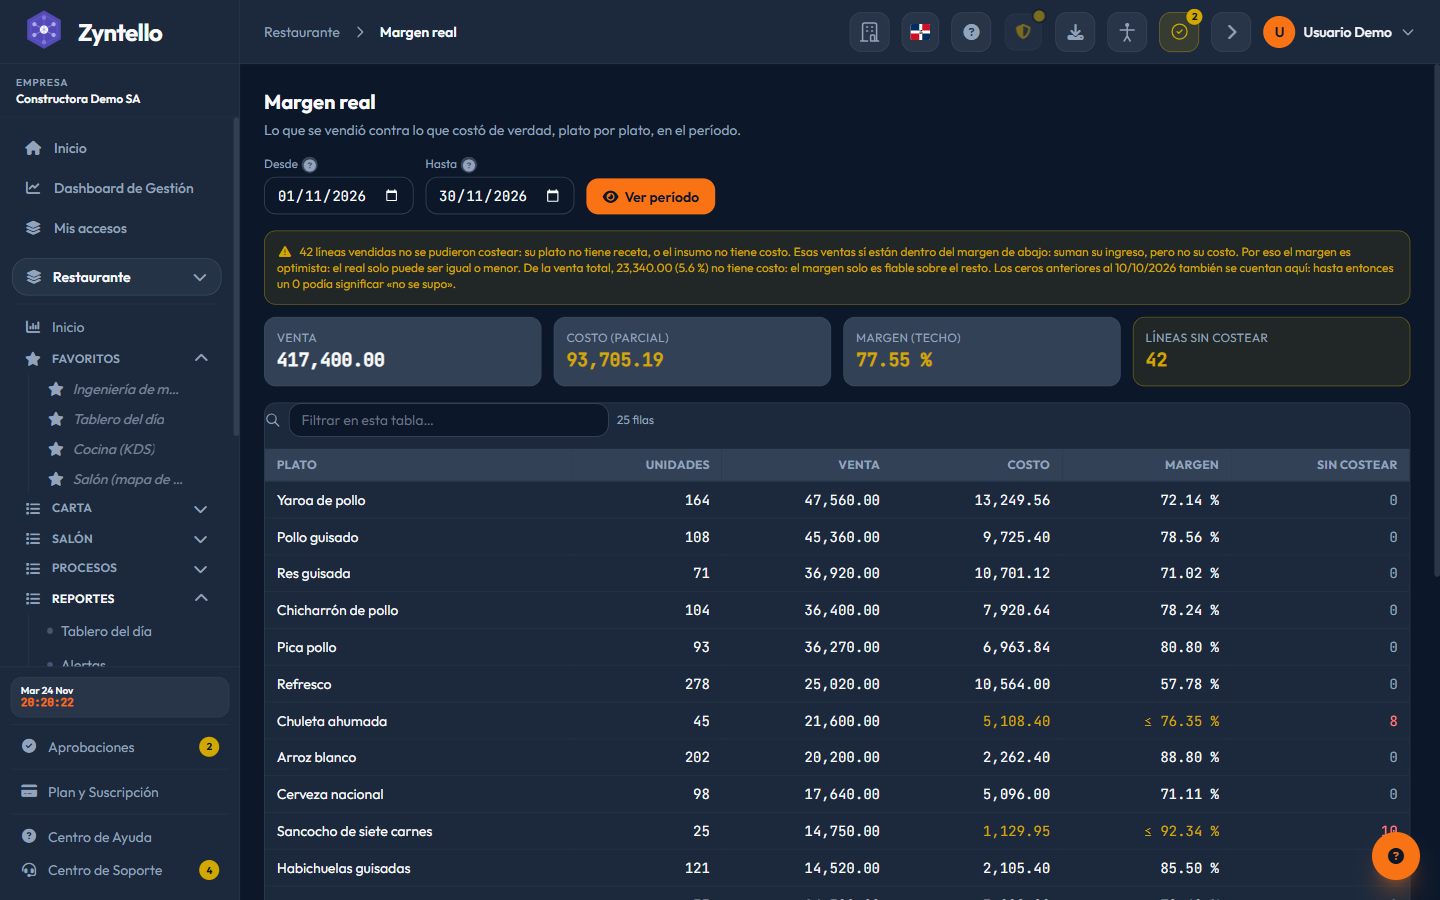 Zyntello
Restaurante > Margen real
2
U Usuario Demo
EMPRESA
Constructora Demo SA
Inicio
Dashboard de Gestión
Mis accesos
Restaurante
Inicio
FAVORITOS
Ingeniería de m...
Tablero del día
Cocina (KDS)
Salón (mapa de ...
CARTA
SALÓN
PROCESOS
REPORTES
Tablero del día
Alertas
Mar 24 Nov
20:20:22
Aprobaciones 2
Plan y Suscripción
Centro de Ayuda
Centro de Soporte 4
Margen real
Lo que se vendió contra lo que costó de verdad, plato por plato, en el período.
Desde ? Hasta ?
01/11/2026 30/11/2026 Ver período
42 líneas vendidas no se pudieron costear: su plato no tiene receta, o el insumo no tiene costo. Esas ventas sí están dentro del margen de abajo: suman su ingreso, pero no su costo. Por eso el margen es
optimista: el real solo puede ser igual o menor. De la venta total, 23,340.00 (5.6 %) no tiene costo: el margen solo es fiable sobre el resto. Los ceros anteriores al 10/10/2026 también se cuentan aquí: hasta entonces
un 0 podía significar «no se supo».
VENTA
417,400.00
COSTO (PARCIAL)
93,705.19
MARGEN (TECHO)
77.55 %
LÍNEAS SIN COSTEAR
42
Filtrar en esta tabla... 25 filas
PLATO UNIDADES VENTA COSTO MARGEN SIN COSTEAR
Yaroa de pollo 164 47,560.00 13,249.56 72.14 % 0
Pollo guisado 108 45,360.00 9,725.40 78.56 % 0
Res guisada 71 36,920.00 10,701.12 71.02 % 0
Chicharrón de pollo 104 36,400.00 7,920.64 78.24 % 0
Pica pollo 93 36,270.00 6,963.84 80.80 % 0
Refresco 278 25,020.00 10,564.00 57.78 % 0
Chuleta ahumada 45 21,600.00 5,108.40 ≤ 76.35 % 8
Arroz blanco 202 20,200.00 2,262.40 88.80 % 0
Cerveza nacional 98 17,640.00 5,096.00 71.11 % 0
Sancocho de siete carnes 25 14,750.00 1,129.95 ≤ 92.34 % 10
Habichuelas guisadas 121 14,520.00 2,105.40 85.50 %